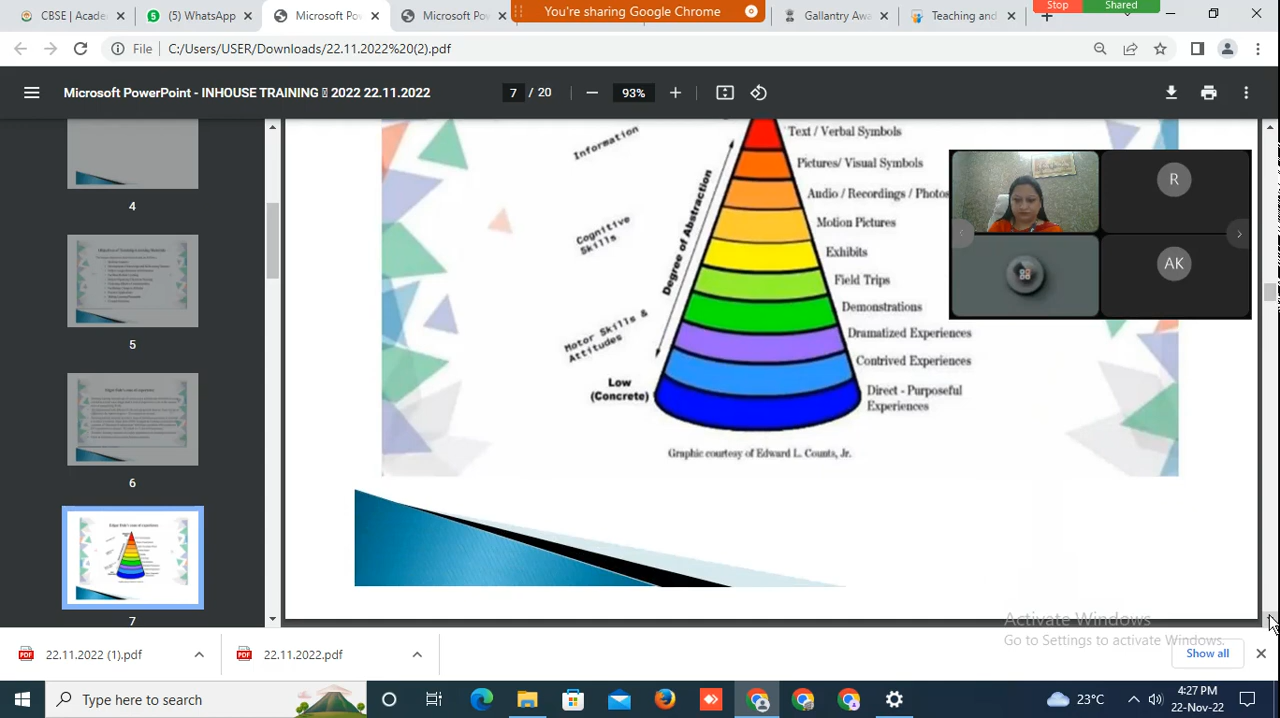 CBSE | Acade
(5) WhatsApp
Microsoft Po
Microsoft Po
You're sharing Google Chrome
Gallantry Awa
Teaching and
Stop
Shared
File
C:/Users/USER/Downloads/22.11.2022%20(2).pdf
Microsoft PowerPoint - INHOUSE TRAINING ▯ 2022 22.11.2022
7 / 20
93%
4
5
6
7
Information
Cognitive
Skills
Motor Skills &
Attitudes
Degree of Abstraction
Low
(Concrete)
Text / Verbal Symbols
Pictures/ Visual Symbols
Audio / Recordings / Photos
Motion Pictures
Exhibits
Field Trips
Demonstrations
Dramatized Experiences
Contrived Experiences
Direct - Purposeful
Experiences
Graphic courtesy of Edward L. Counts, Jr.
R
AK
Activate Windows
Go to Settings to activate Windows.
22.11.2022 (1).pdf
22.11.2022.pdf
Show all
Type here to search
23°C
4:27 PM
22-Nov-22